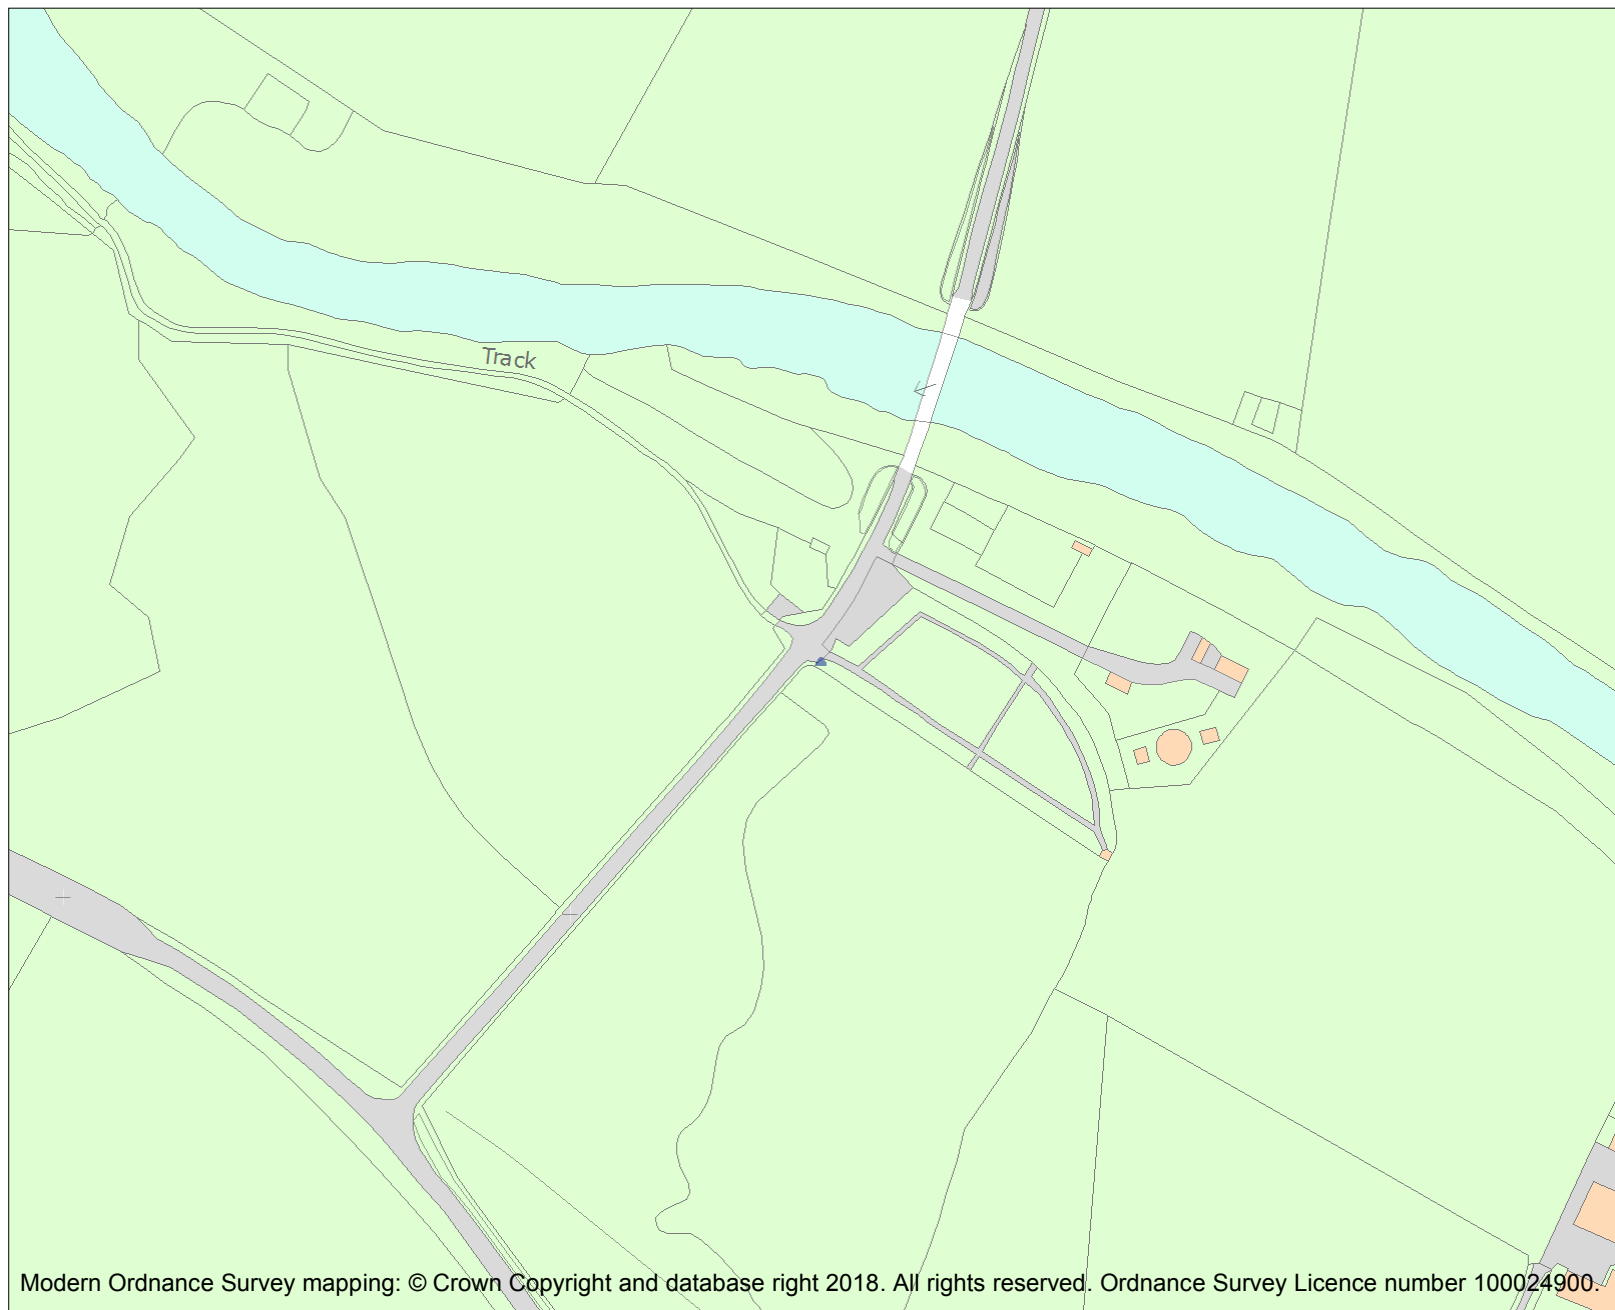 Track
Modern Ordnance Survey mapping: © Crown Copyright and database right 2018. All rights reserved. Ordnance Survey Licence number 100024900.